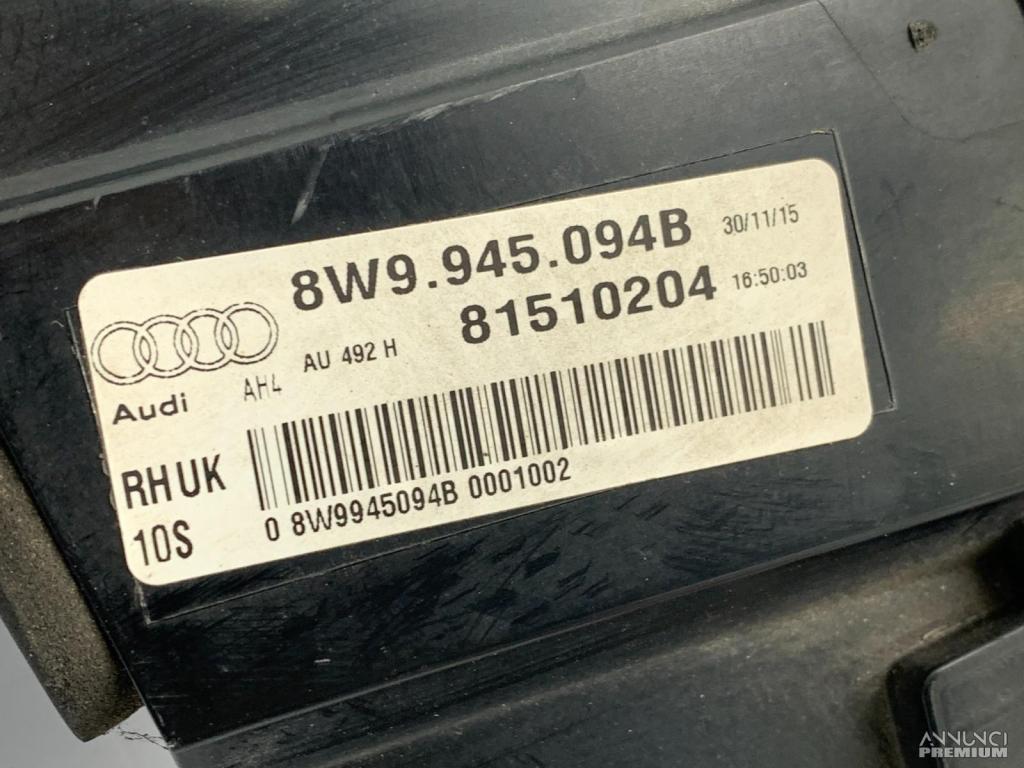 8W9.945.094B 30/11/15
81510204 16:50:03
Audi AH4 AU 492 H
RH UK
10S
0 8W9945094B 0001002
ANNUNCI
PREMIUM